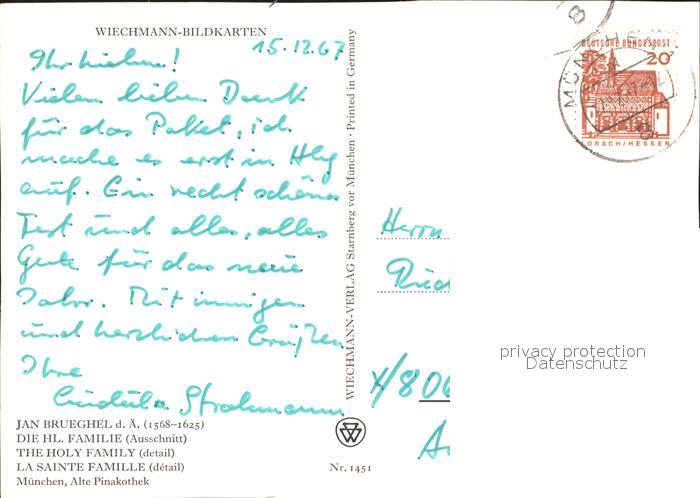 WIECHMANN-BILDKARTEN
15.12.67
Ihr Lieben!
Vielen lieben Dank
für das Paket, ich
mache es erst in Hlg
auf. Ein recht schönes
Fest und alles, alles
Gute für das neue
Jahr. Mit innigen
und herzlichen Grüßen
Ihre
Strohmann
JAN BRUEGHEL d. Ä. (1568–1625)
DIE HL. FAMILIE (Ausschnitt)
THE HOLY FAMILY (detail)
LA SAINTE FAMILLE (détail)
München, Alte Pinakothek
Nr. 1451
WIECHMANN-VERLAG Starnberg vor München · Printed in Germany
DEUTSCHE BUNDESPOST
20
LORSCH/HESSEN
MÜNCHEN
8
Herrn
privacy protection
Datenschutz